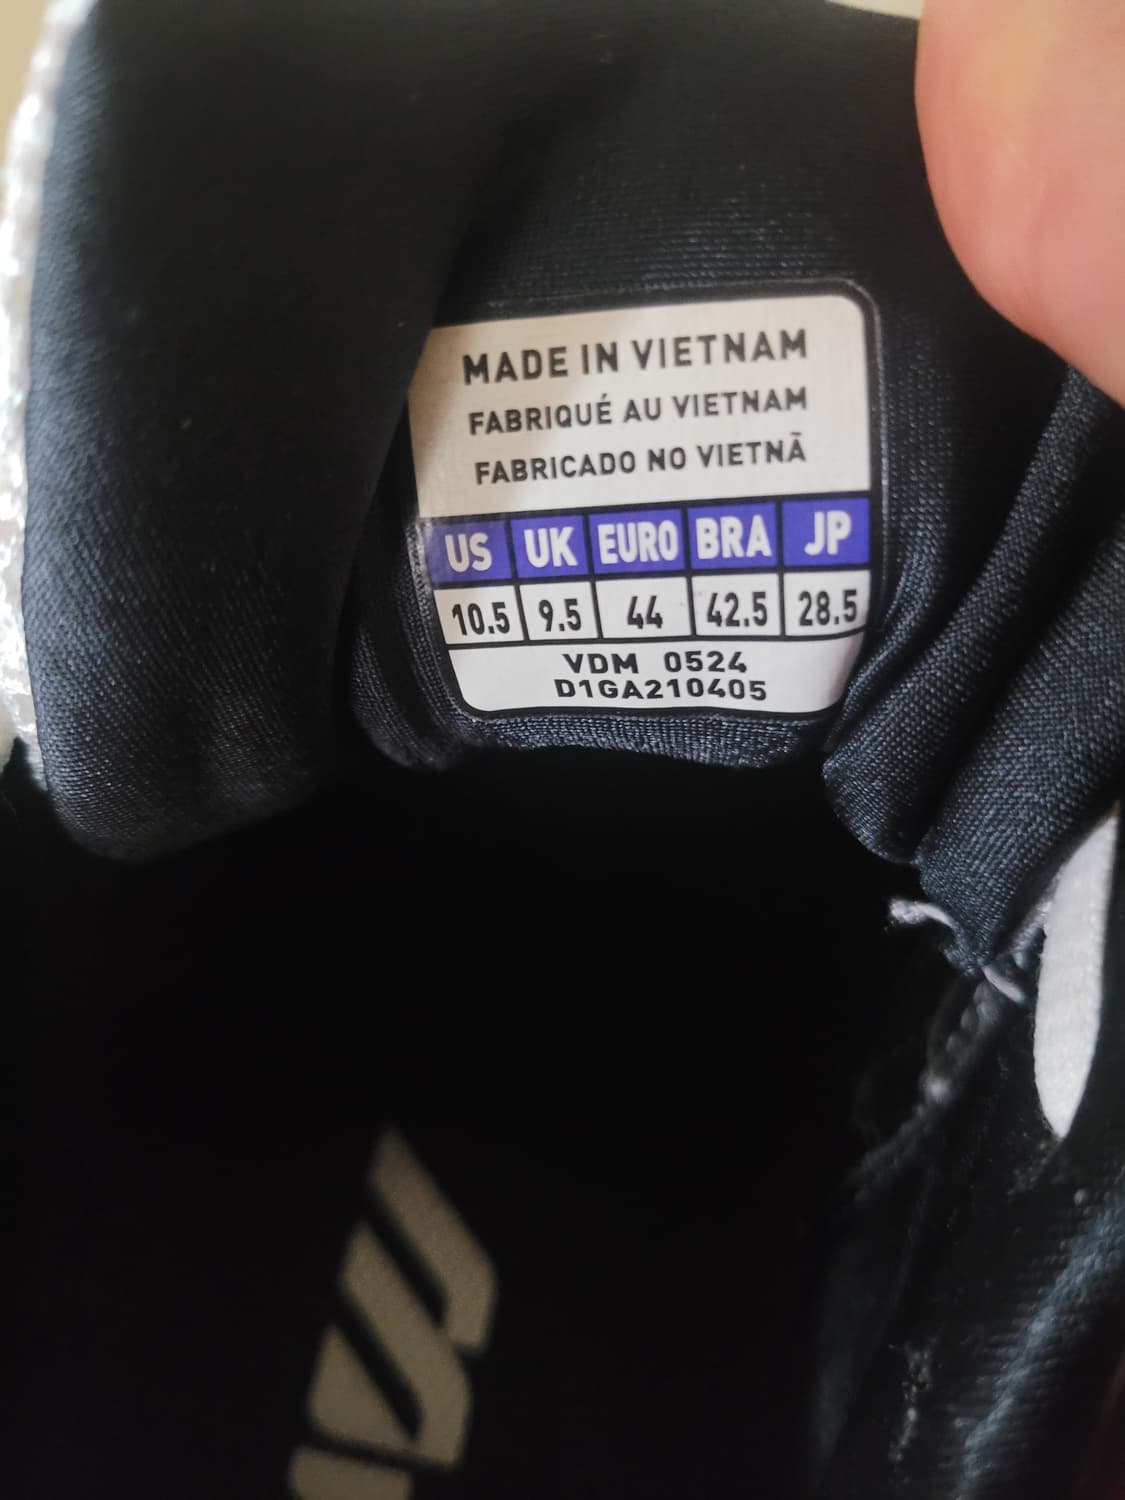 MADE IN VIETNAM
FABRIQUÉ AU VIETNAM
FABRICADO NO VIETNÃ
US UK EURO BRA JP
10.5 9.5 44 42.5 28.5
VDM 0524
D1GA210405